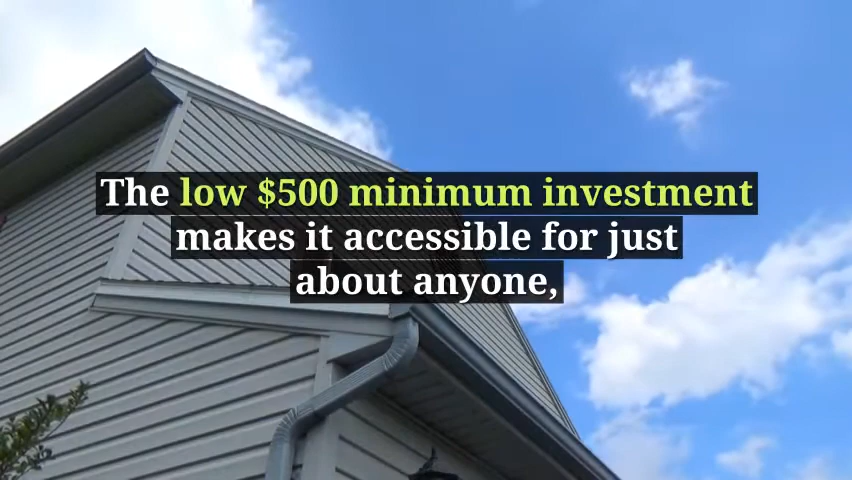 The low $500 minimum investment
makes it accessible for just
about anyone,